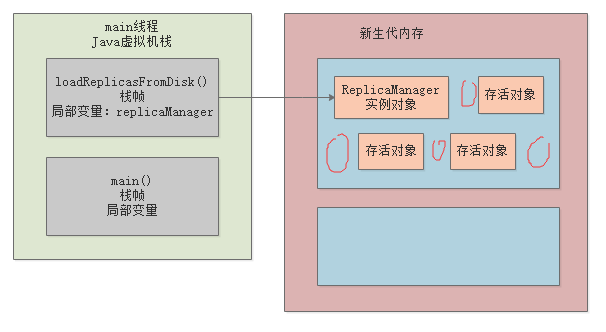 main线程
Java虚拟机栈
loadReplicasFromDisk()
栈帧
局部变量：replicaManager
main()
栈帧
局部变量
新生代内存
ReplicaManager
实例对象
存活对象
存活对象
存活对象